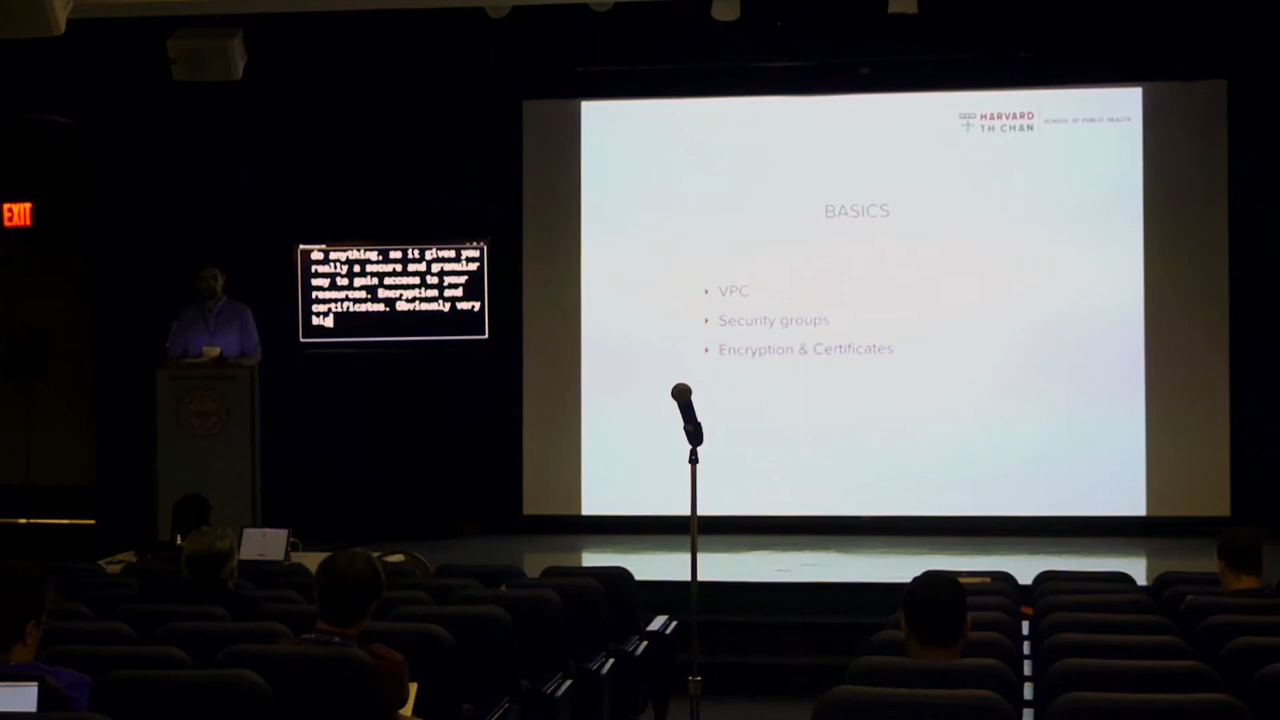 EXIT
do anything, so it gives you
really a secure and granular
way to gain access to your
resources. Encryption and
certificates. Obviously very
big
HARVARD
TH CHAN
SCHOOL OF PUBLIC HEALTH
BASICS
VPC
Security groups
Encryption & Certificates